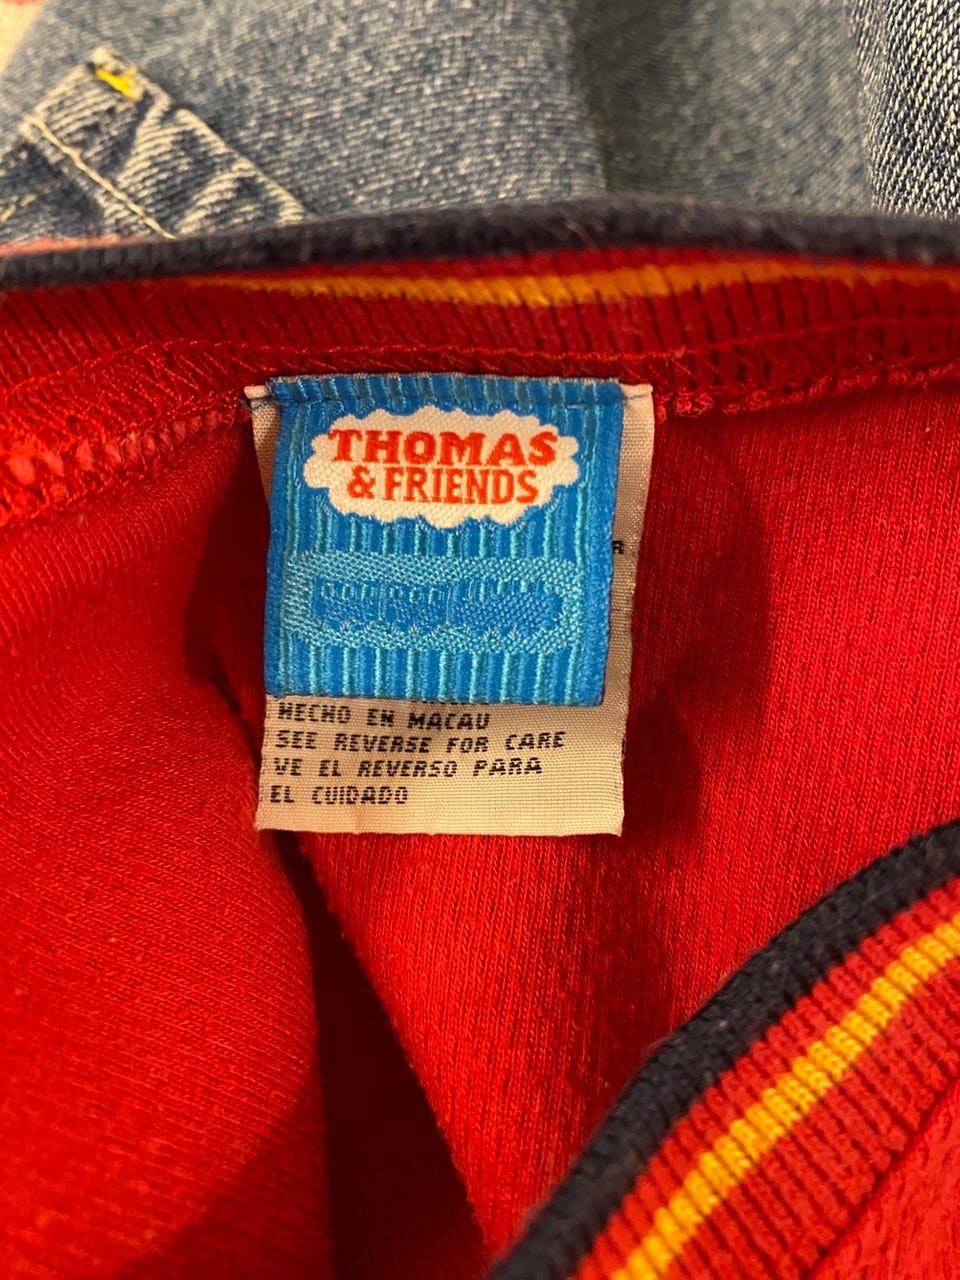 THOMAS
& FRIENDS
HECHO EN MACAU
SEE REVERSE FOR CARE
VE EL REVERSO PARA
EL CUIDADO